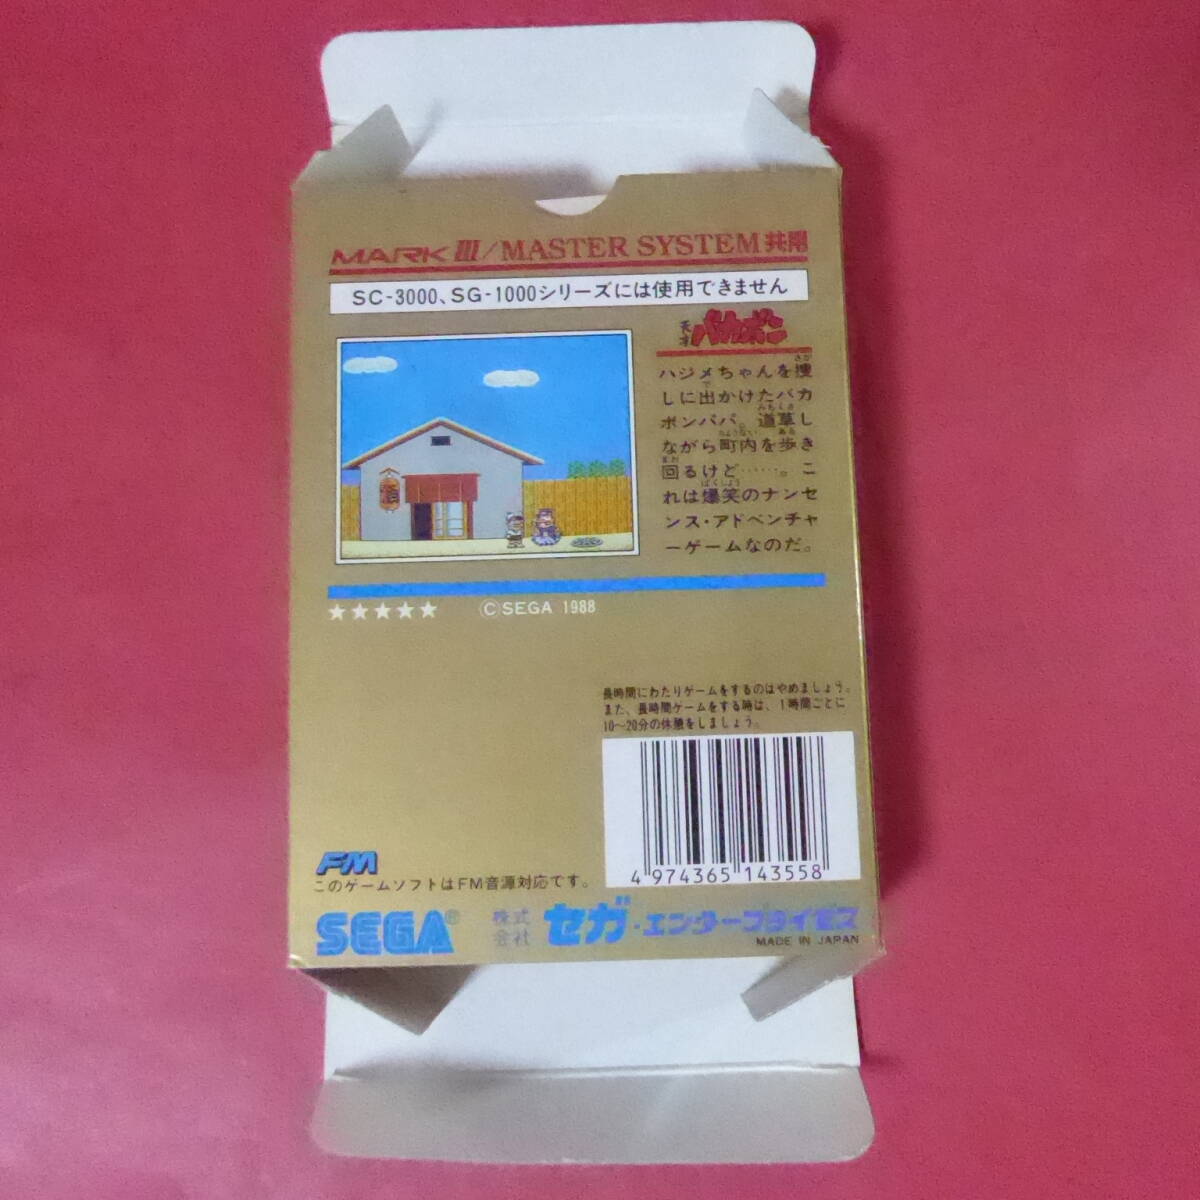 MARK III/MASTER SYSTEM共用
SC-3000、SG-1000シリーズには使用できません
天才バカボン
ハジメちゃんを捜
しに出かけたバカ
ボンパパ。道草し
ながら町内を歩き
回るけど……。こ
れは爆笑のナンセ
ンス・アドベンチャ
ーゲームなのだ。
酒
★★★★★ ©SEGA 1988
長時間にわたりゲームをするのはやめましょう。
また、長時間ゲームをする時は、1時間ごとに
10〜20分の休憩をしましょう。
4 974365 143558
FM
このゲームソフトはFM音源対応です。
SEGA® 株式会社 セガ・エンタープライゼス
MADE IN JAPAN